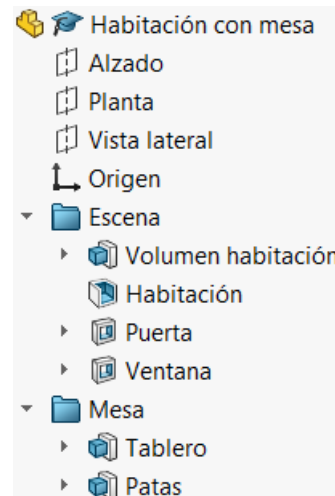 Habitación con mesa
Alzado
Planta
Vista lateral
Origen
Escena
Volumen habitación
Habitación
Puerta
Ventana
Mesa
Tablero
Patas